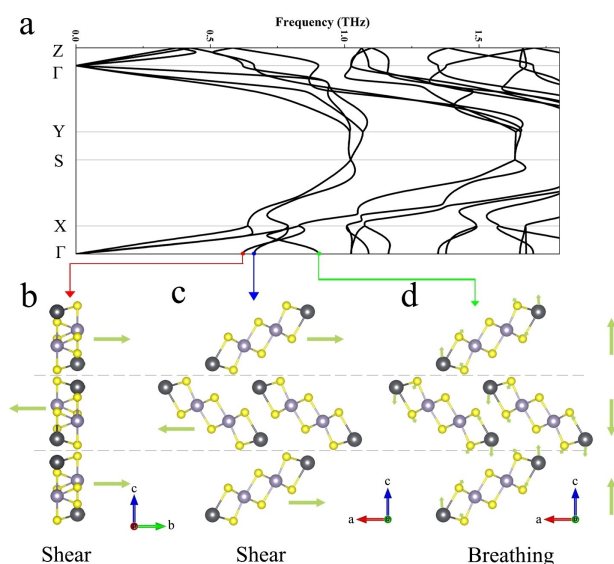 a
Frequency (THz)
0.0 0.5 1.0 1.5
Z
Γ
Y
S
X
Γ
b c d
c b
c a
c a
Shear Shear Breathing